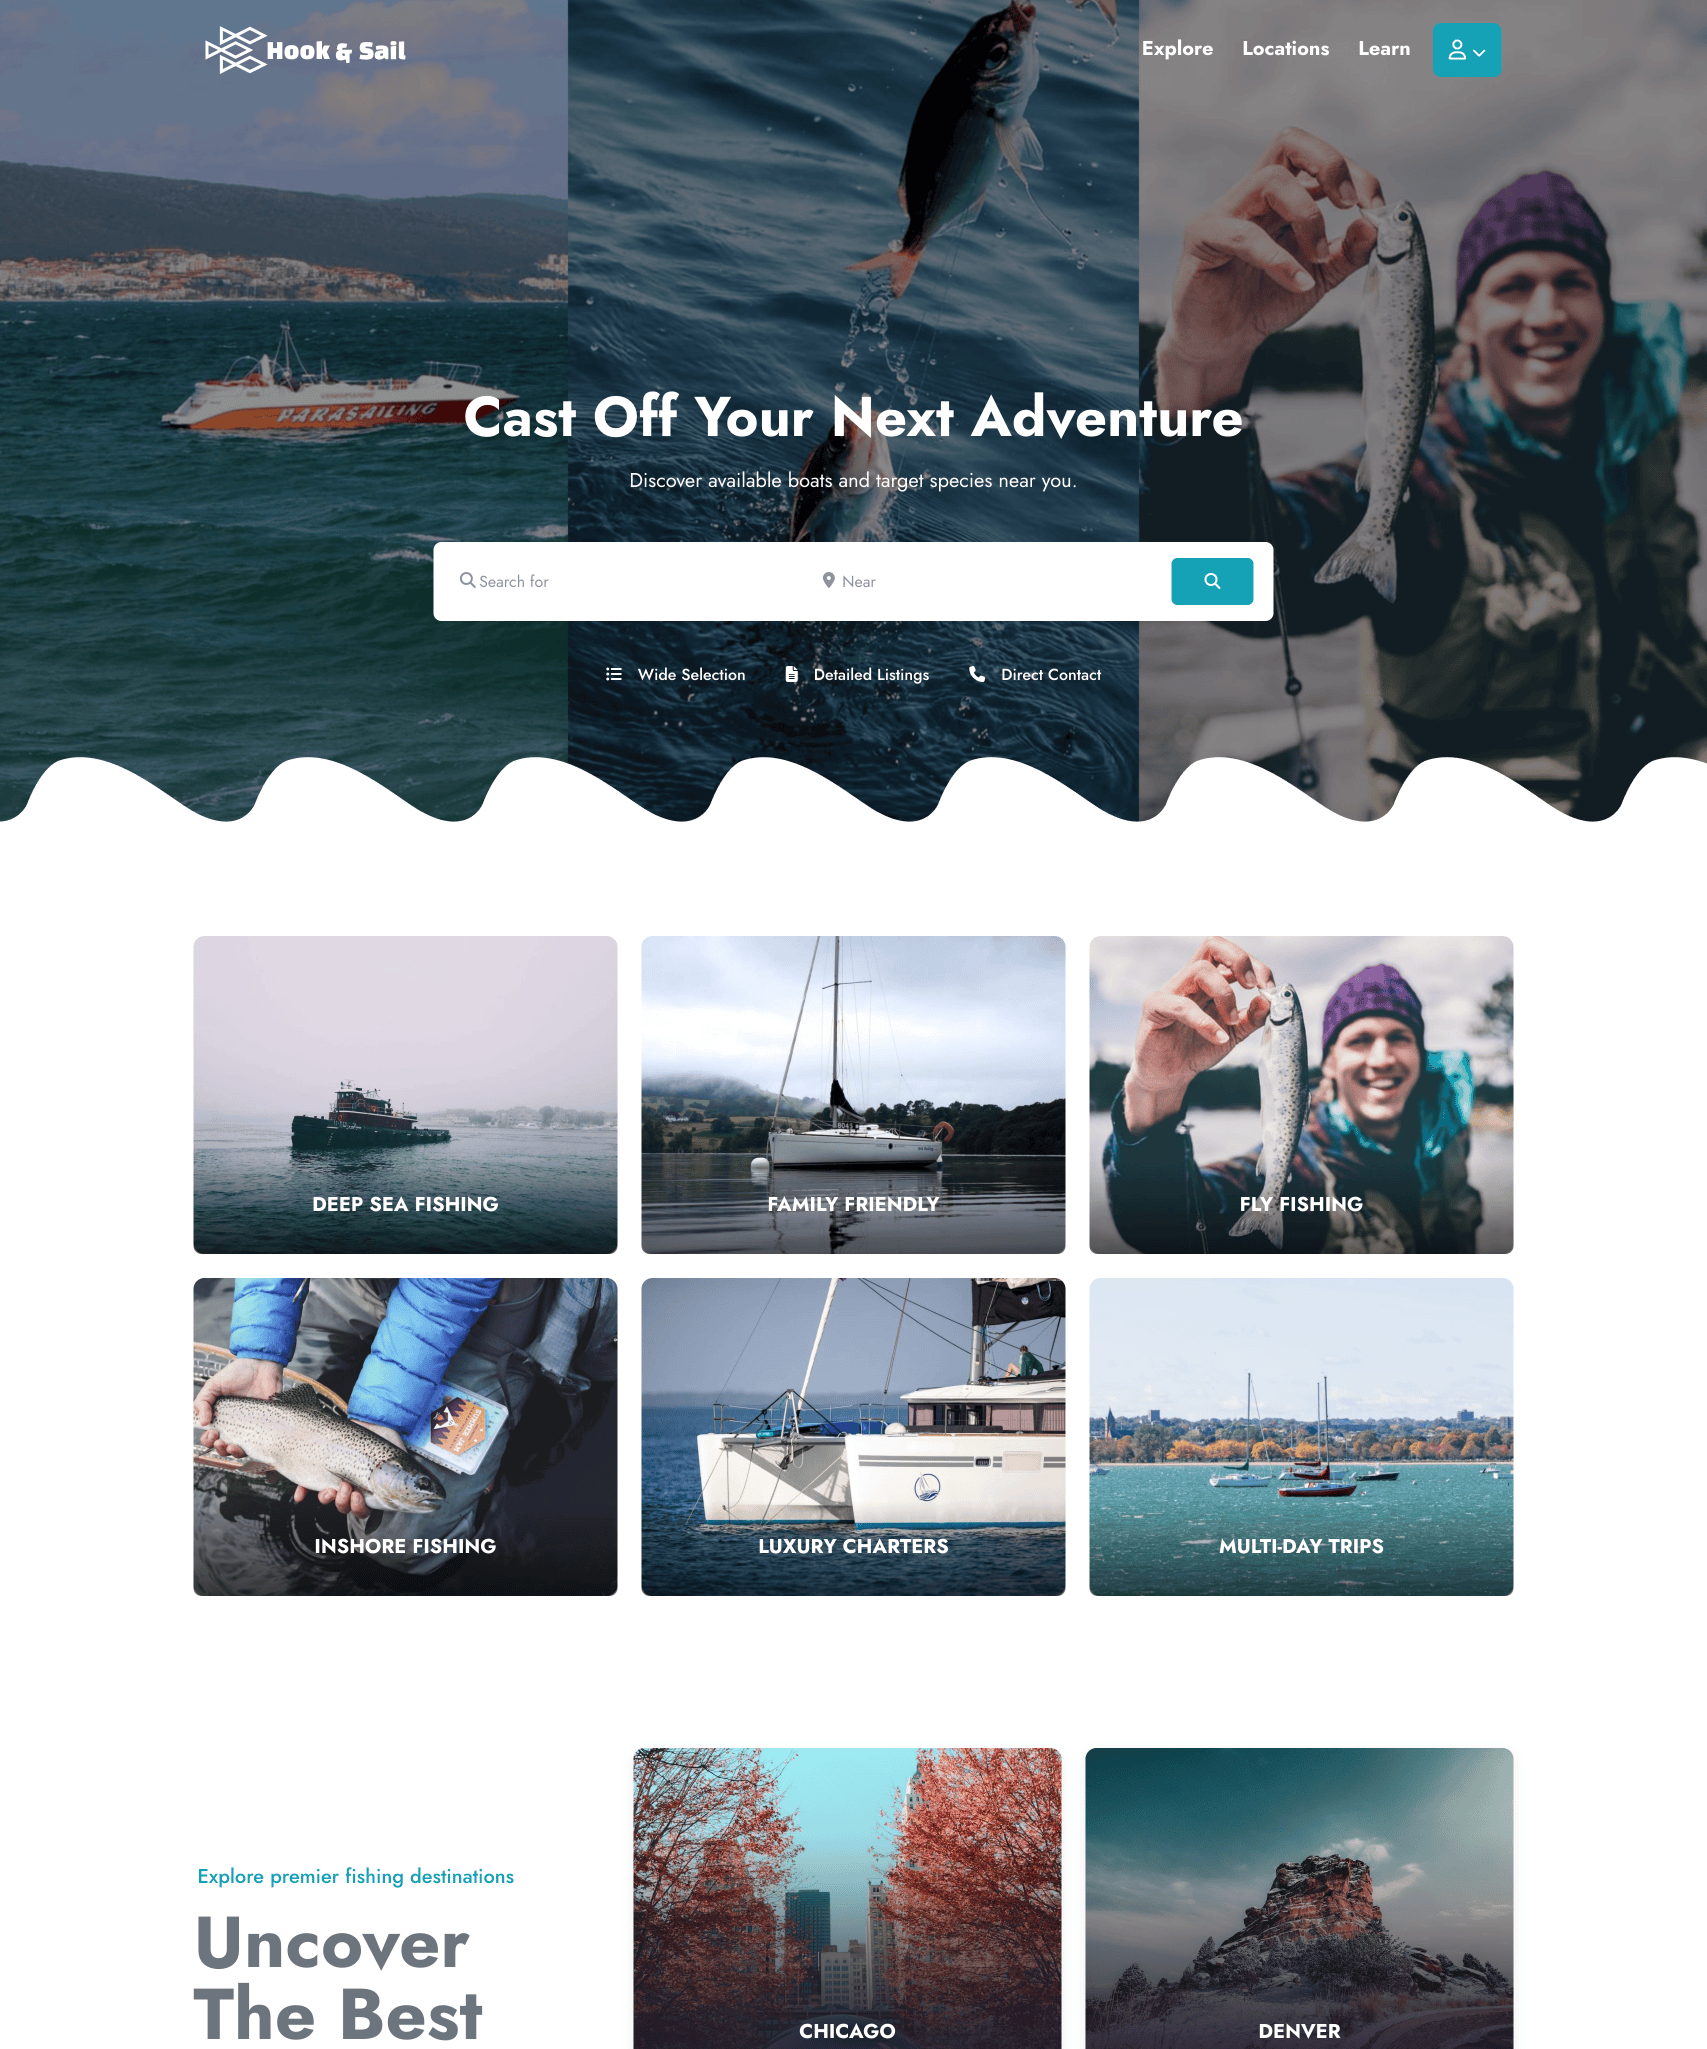 Hook & Sail
Explore
Locations
Learn
PARASAILING
Cast Off Your Next Adventure
Discover available boats and target species near you.
Search for
Near
Wide Selection
Detailed Listings
Direct Contact
DEEP SEA FISHING
FAMILY FRIENDLY
FLY FISHING
INSHORE FISHING
LUXURY CHARTERS
MULTI-DAY TRIPS
Explore premier fishing destinations
Uncover
The Best
CHICAGO
DENVER